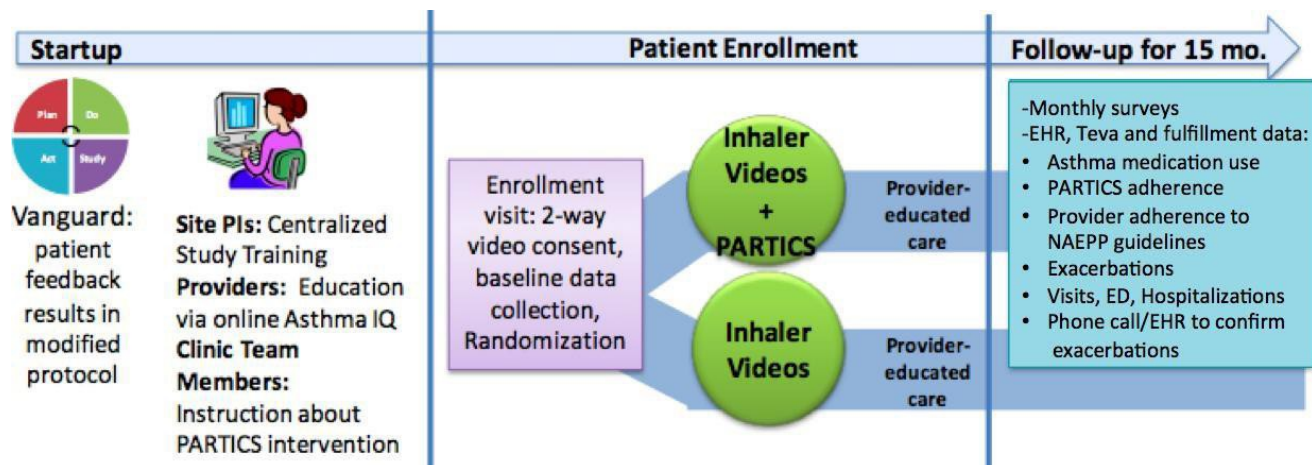 Startup
Patient Enrollment
Follow-up for 15 mo.
Plan
Do
Act
Study
Vanguard:
patient
feedback
results in
modified
protocol
Site PIs: Centralized
Study Training
Providers: Education
via online Asthma IQ
Clinic Team
Members:
Instruction about
PARTICS intervention
Enrollment
visit: 2-way
video consent,
baseline data
collection,
Randomization
Inhaler
Videos
+
PARTICS
Provider-
educated
care
Inhaler
Videos
Provider-
educated
care
-Monthly surveys
-EHR, Teva and fulfillment data:
• Asthma medication use
• PARTICS adherence
• Provider adherence to
NAEPP guidelines
• Exacerbations
• Visits, ED, Hospitalizations
• Phone call/EHR to confirm
exacerbations